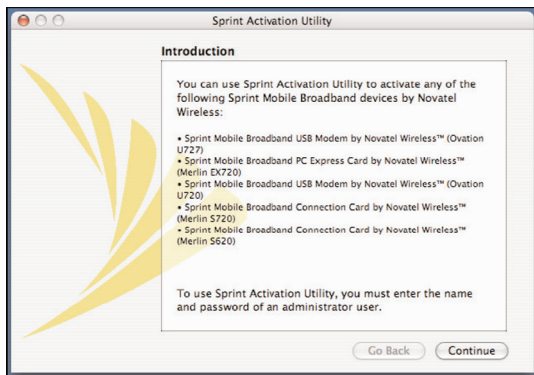 Sprint Activation Utility
Introduction
You can use Sprint Activation Utility to activate any of the
following Sprint Mobile Broadband devices by Novatel
Wireless:
• Sprint Mobile Broadband USB Modem by Novatel Wireless™ (Ovation
U727)
• Sprint Mobile Broadband PC Express Card by Novatel Wireless™
(Merlin EX720)
• Sprint Mobile Broadband USB Modem by Novatel Wireless™ (Ovation
U720)
• Sprint Mobile Broadband Connection Card by Novatel Wireless™
(Merlin S720)
• Sprint Mobile Broadband Connection Card by Novatel Wireless™
(Merlin S620)
To use Sprint Activation Utility, you must enter the name
and password of an administrator user.
Go Back
Continue